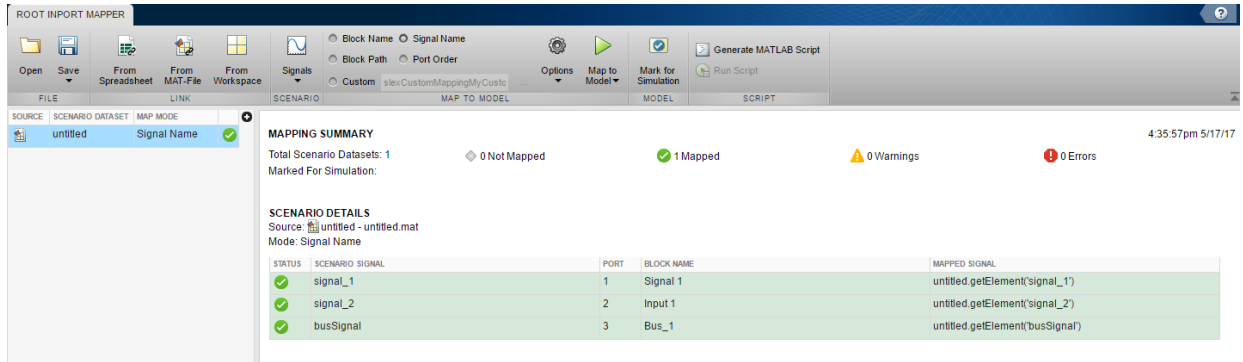 ROOT INPORT MAPPER
?
Block Name Signal Name
Block Path Port Order
Custom slexCustomMappingMyCustc ...
Open Save From Spreadsheet From MAT-File From Workspace Signals Options Map to Model Mark for Simulation Generate MATLAB Script
Run Script
FILE LINK SCENARIO MAP TO MODEL MODEL SCRIPT
SOURCE SCENARIO DATASET MAP MODE
untitled Signal Name
MAPPING SUMMARY 4:35:57pm 5/17/17
Total Scenario Datasets: 1 0 Not Mapped 1 Mapped 0 Warnings 0 Errors
Marked For Simulation:
SCENARIO DETAILS
Source: untitled - untitled.mat
Mode: Signal Name
STATUS SCENARIO SIGNAL PORT BLOCK NAME MAPPED SIGNAL
signal_1 1 Signal 1 untitled.getElement('signal_1')
signal_2 2 Input 1 untitled.getElement('signal_2')
busSignal 3 Bus_1 untitled.getElement('busSignal')